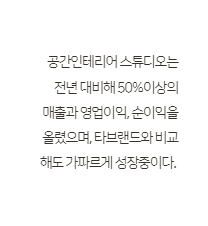 공간인테리어 스튜디오는
전년 대비해 50%이상의
매출과 영업이익, 순이익을
올렸으며, 타브랜드와 비교
해도 가파르게 성장중이다.